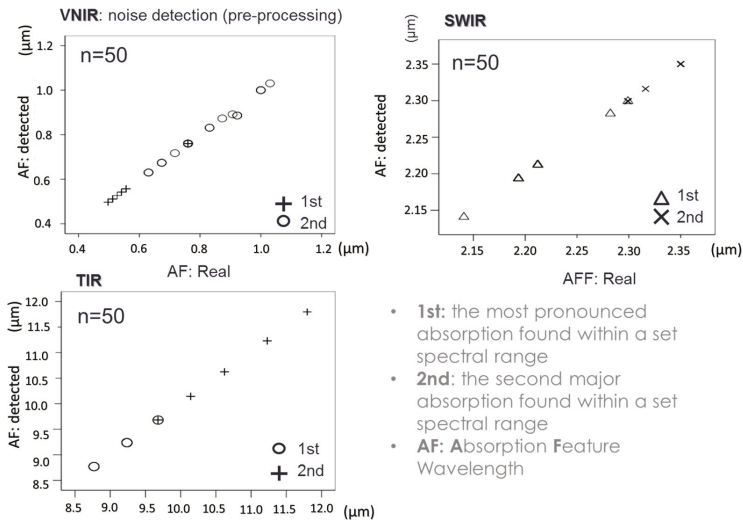 VNIR: noise detection (pre-processing)
(µm)
1.2
1.0
0.8
0.6
0.4
AF: detected
n=50
1st
2nd
0.4 0.6 0.8 1.0 1.2 (µm)
AF: Real
SWIR
(µm)
2.35
2.30
2.25
2.20
2.15
AF: detected
n=50
1st
2nd
2.15 2.20 2.25 2.30 2.35 (µm)
AFF: Real
TIR
(µm)
12.0
11.5
11.0
10.5
10.0
9.5
9.0
8.5
AF: detected
n=50
1st
2nd
8.5 9.0 9.5 10.0 10.5 11.0 11.5 12.0 (µm)
• 1st: the most pronounced
absorption found within a set
spectral range
• 2nd: the second major
absorption found within a set
spectral range
• AF: Absorption Feature
Wavelength